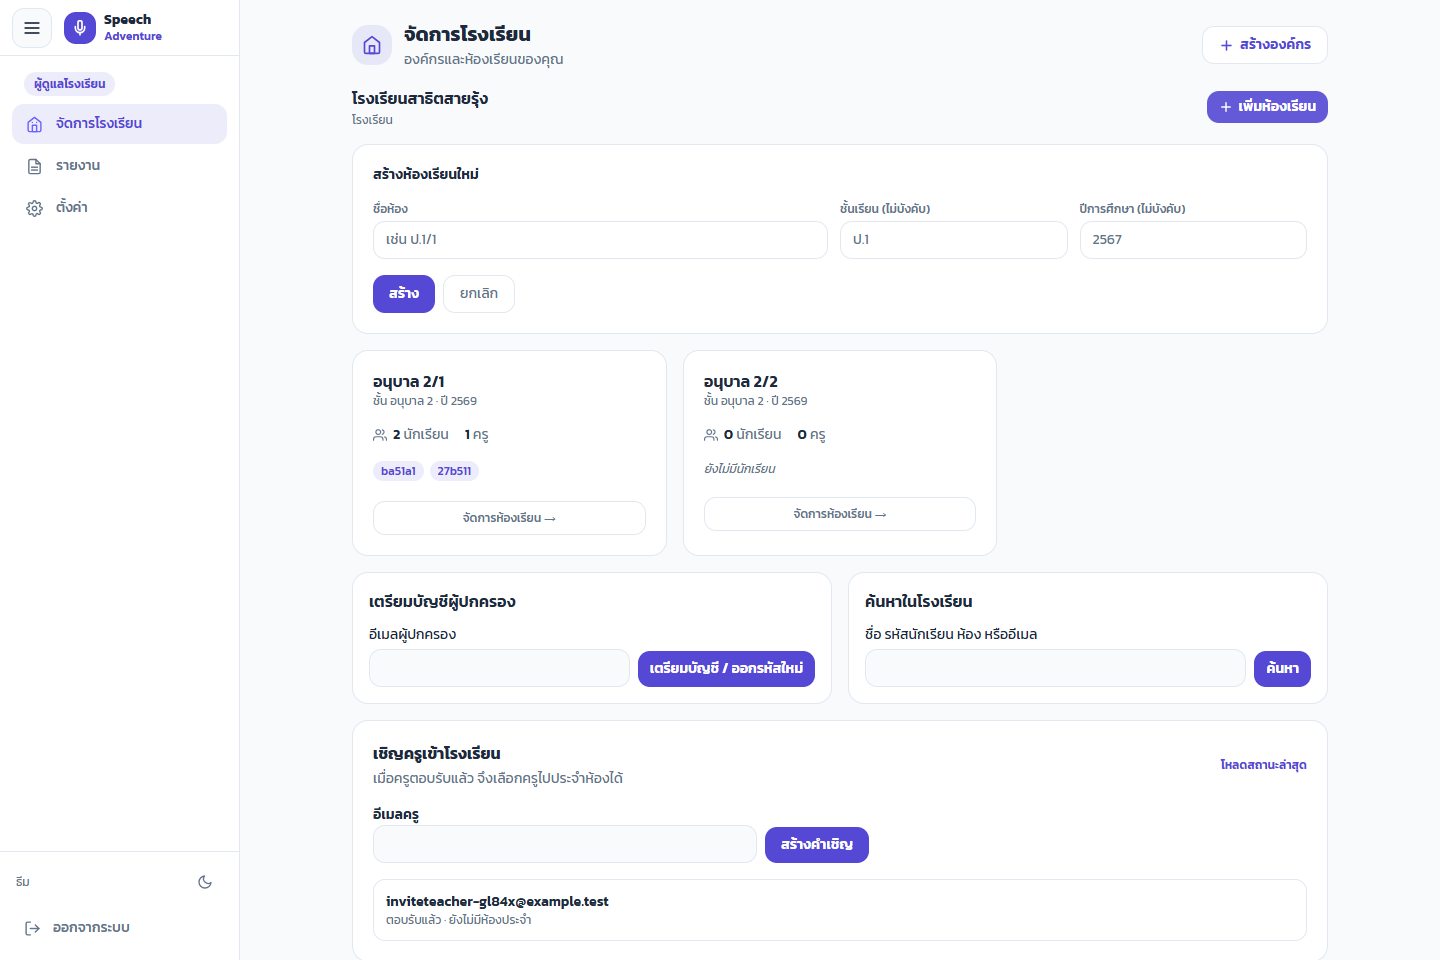 Speech
Adventure
ผู้ดูแลโรงเรียน
จัดการโรงเรียน
รายงาน
ตั้งค่า
ธีม
ออกจากระบบ
จัดการโรงเรียน
องค์กรและห้องเรียนของคุณ
+ สร้างองค์กร
โรงเรียนสาธิตสายรุ้ง
โรงเรียน
+ เพิ่มห้องเรียน
สร้างห้องเรียนใหม่
ชื่อห้อง
ชั้นเรียน (ไม่บังคับ)
ปีการศึกษา (ไม่บังคับ)
เช่น ป.1/1
ป.1
2567
สร้าง
ยกเลิก
อนุบาล 2/1
ชั้น อนุบาล 2 · ปี 2569
2 นักเรียน 1 ครู
ba51a1 27b511
จัดการห้องเรียน →
อนุบาล 2/2
ชั้น อนุบาล 2 · ปี 2569
0 นักเรียน 0 ครู
ยังไม่มีนักเรียน
จัดการห้องเรียน →
เตรียมบัญชีผู้ปกครอง
อีเมลผู้ปกครอง
เตรียมบัญชี / ออกรหัสใหม่
ค้นหาในโรงเรียน
ชื่อ รหัสนักเรียน ห้อง หรืออีเมล
ค้นหา
เชิญครูเข้าโรงเรียน
เมื่อครูตอบรับแล้ว จึงเลือกครูไปประจำห้องได้
โหลดสถานะล่าสุด
อีเมลครู
สร้างคำเชิญ
inviteteacher-gl84x@example.test
ตอบรับแล้ว · ยังไม่มีห้องประจำ